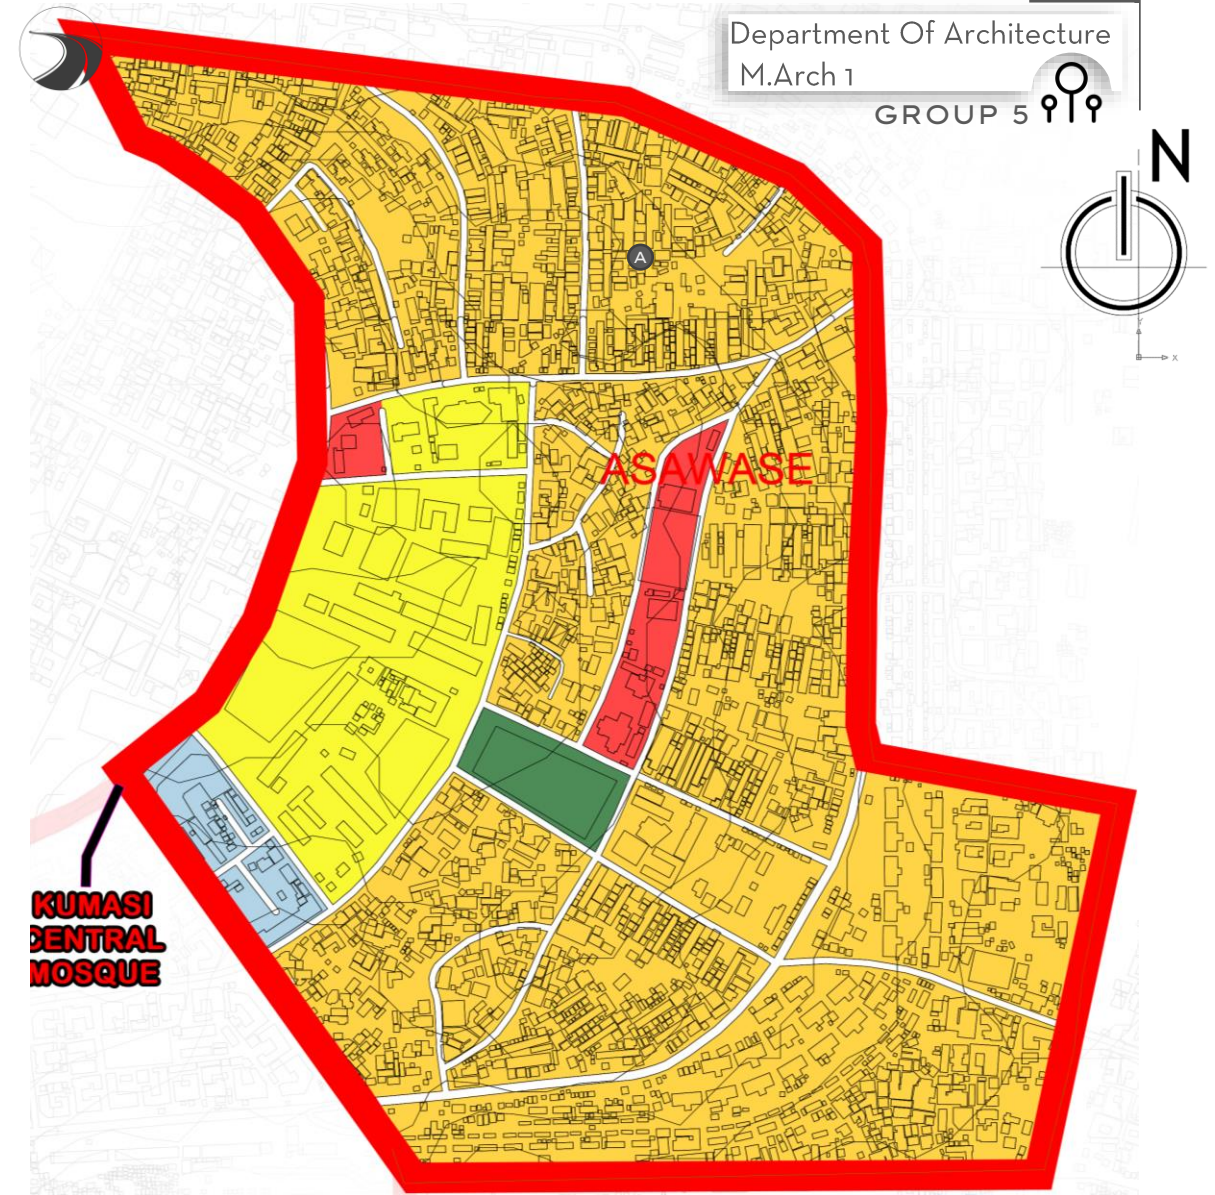 Department Of Architecture
M.Arch 1
GROUP 5
N
A
Y
X
ASAWASE
KUMASI
CENTRAL
MOSQUE